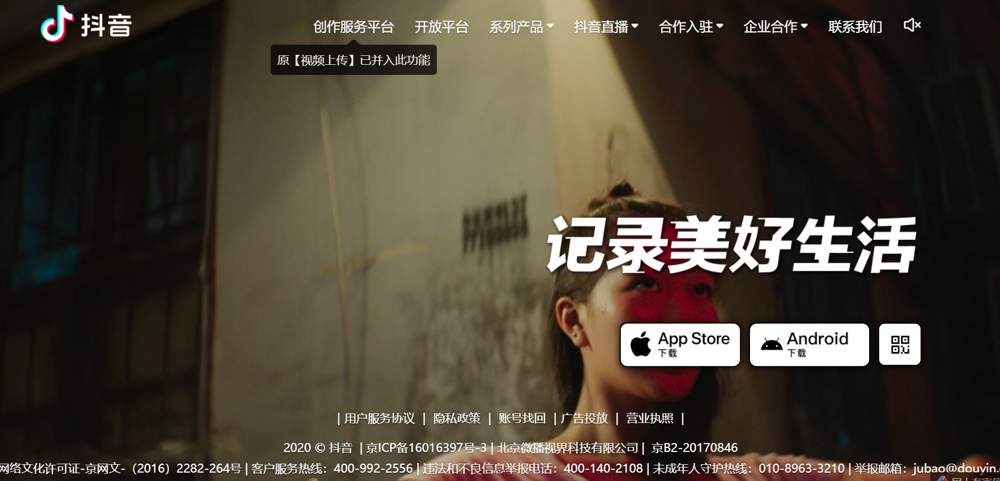 抖音
创作服务平台 开放平台 系列产品 抖音直播 合作入驻 企业合作 联系我们
原【视频上传】已并入此功能
记录美好生活
App Store
下载
Android
下载
| 用户服务协议 | 隐私政策 | 账号找回 | 广告投放 | 营业执照 |
2020 © 抖音 | 京ICP备16016397号-3 | 北京微播视界科技有限公司 | 京B2-20170846
网络文化许可证-京网文-（2016）2282-264号 | 客户服务热线：400-992-2556 | 违法和不良信息举报电话：400-140-2108 | 未成年人守护热线：010-8963-3210 | 举报邮箱：jubao@douyin.